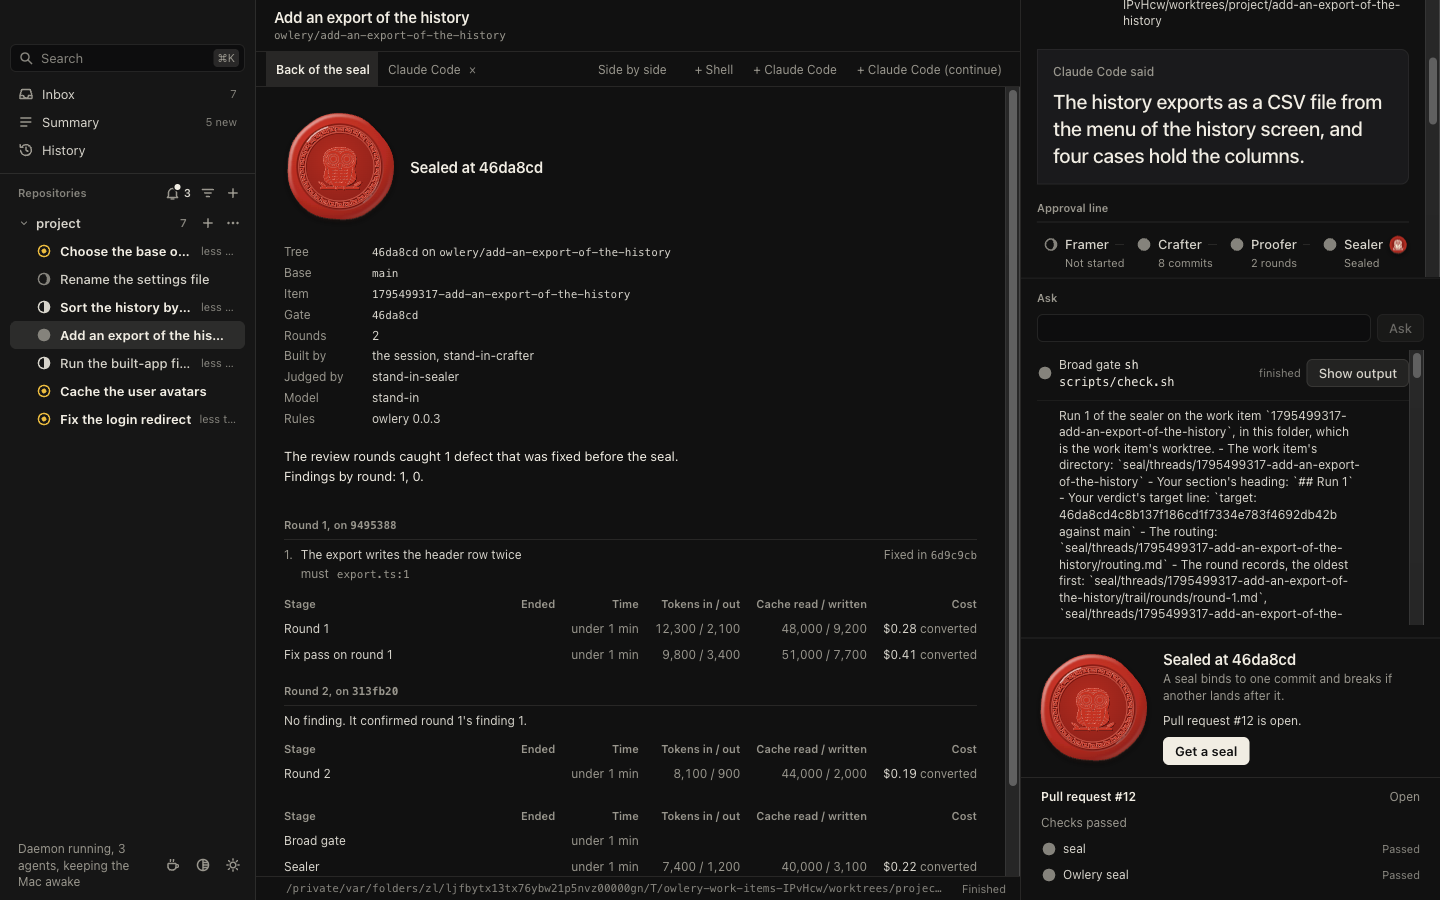 Search ⌘K
Inbox 7
Summary 5 new
History
Repositories 3
project 7
Choose the base o... less ...
Rename the settings file
Sort the history by... less ...
Add an export of the his...
Run the built-app fi... less ...
Cache the user avatars
Fix the login redirect less t...
Daemon running, 3
agents, keeping the
Mac awake
Add an export of the history
owlery/add-an-export-of-the-history
Back of the seal Claude Code × Side by side + Shell + Claude Code + Claude Code (continue)
Sealed at 46da8cd
Tree 46da8cd on owlery/add-an-export-of-the-history
Base main
Item 1795499317-add-an-export-of-the-history
Gate 46da8cd
Rounds 2
Built by the session, stand-in-crafter
Judged by stand-in-sealer
Model stand-in
Rules owlery 0.0.3
The review rounds caught 1 defect that was fixed before the seal.
Findings by round: 1, 0.
Round 1, on 9495388
1. The export writes the header row twice Fixed in 6d9c9cb
must export.ts:1
Stage Ended Time Tokens in / out Cache read / written Cost
Round 1 under 1 min 12,300 / 2,100 48,000 / 9,200 $0.28 converted
Fix pass on round 1 under 1 min 9,800 / 3,400 51,000 / 7,700 $0.41 converted
Round 2, on 313fb20
No finding. It confirmed round 1's finding 1.
Stage Ended Time Tokens in / out Cache read / written Cost
Round 2 under 1 min 8,100 / 900 44,000 / 2,000 $0.19 converted
Stage Ended Time Tokens in / out Cache read / written Cost
Broad gate under 1 min
Sealer under 1 min 7,400 / 1,200 40,000 / 3,100 $0.22 converted
/private/var/folders/zl/ljfbytx13tx76ybw21p5nvz00000gn/T/owlery-work-items-IPvHcw/worktrees/projec... Finished
IPvHcw/worktrees/project/add-an-export-of-the-
history
Claude Code said
The history exports as a CSV file from
the menu of the history screen, and
four cases hold the columns.
Approval line
Framer Crafter Proofer Sealer
Not started 8 commits 2 rounds Sealed
Ask
Ask
Broad gate sh
scripts/check.sh finished Show output
Run 1 of the sealer on the work item `1795499317-
add-an-export-of-the-history`, in this folder, which
is the work item's worktree. - The work item's
directory: `seal/threads/1795499317-add-an-export-
of-the-history` - Your section's heading: `## Run 1`
- Your verdict's target line: `target:
46da8cd4c8b137f186cd1f7334e783f4692db42b
against main` - The routing:
`seal/threads/1795499317-add-an-export-of-the-
history/routing.md` - The round records, the oldest
first: `seal/threads/1795499317-add-an-export-of-
the-history/trail/rounds/round-1.md`,
`seal/threads/1795499317-add-an-export-of-the-
Sealed at 46da8cd
A seal binds to one commit and breaks if
another lands after it.
Pull request #12 is open.
Get a seal
Pull request #12 Open
Checks passed
seal Passed
Owlery seal Passed